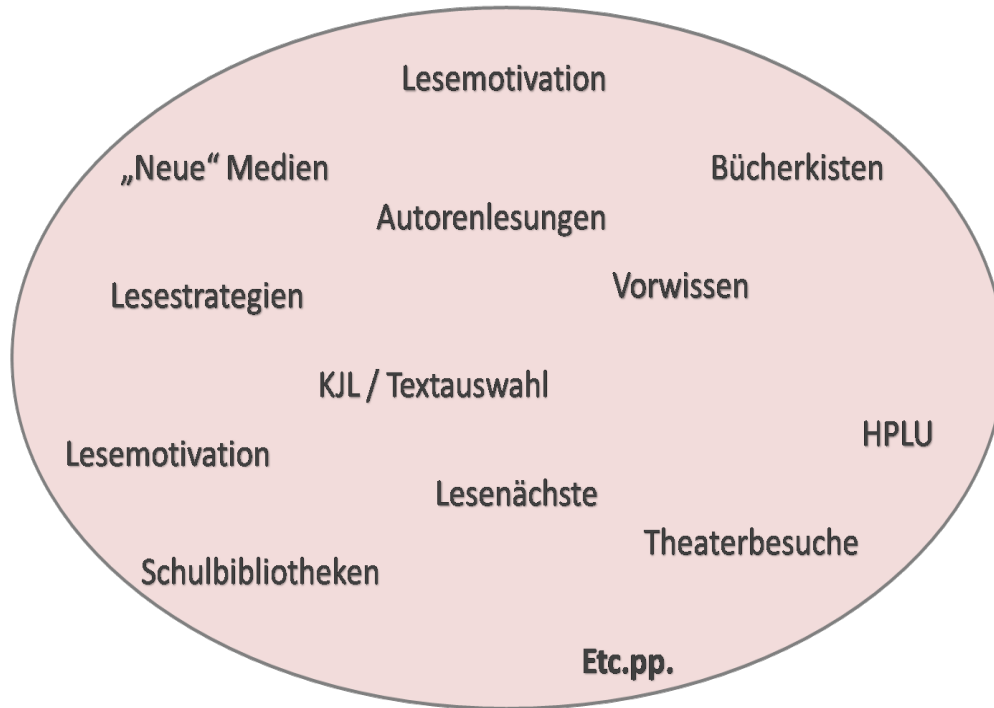 Lesemotivation
„Neue“ Medien
Bücherkisten
Autorenlesungen
Lesestrategien
Vorwissen
KJL / Textauswahl
HPLU
Lesemotivation
Lesenächste
Theaterbesuche
Schulbibliotheken
Etc.pp.